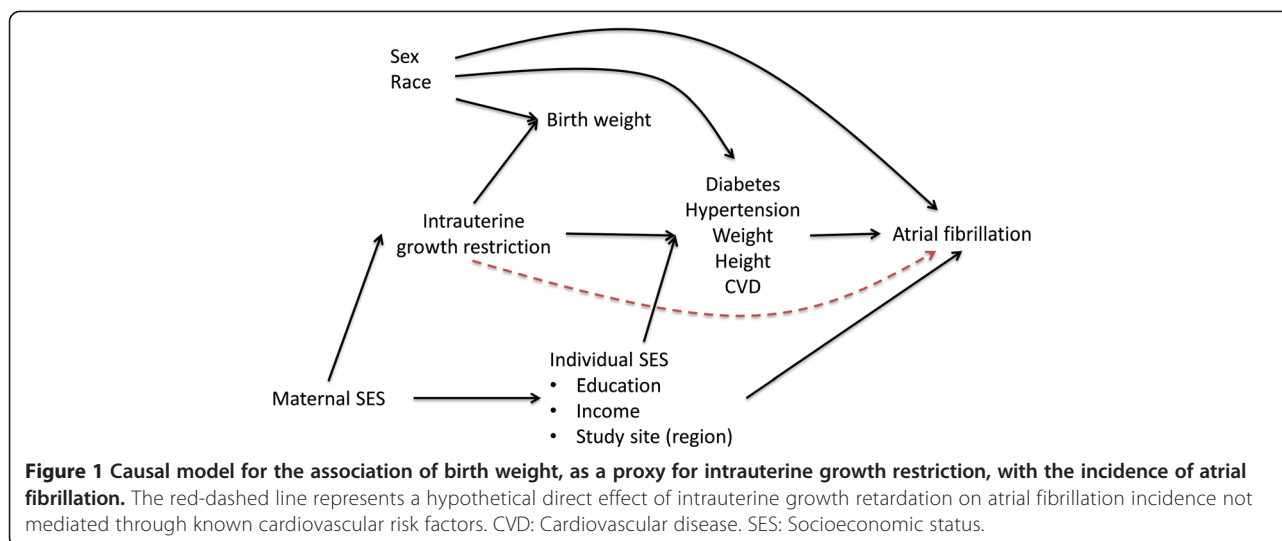 Sex
Race
Birth weight
Diabetes
Hypertension
Weight
Height
CVD
Intrauterine
growth restriction
Atrial fibrillation
Individual SES
• Education
• Income
• Study site (region)
Maternal SES
Figure 1 Causal model for the association of birth weight, as a proxy for intrauterine growth restriction, with the incidence of atrial
fibrillation. The red-dashed line represents a hypothetical direct effect of intrauterine growth retardation on atrial fibrillation incidence not
mediated through known cardiovascular risk factors. CVD: Cardiovascular disease. SES: Socioeconomic status.